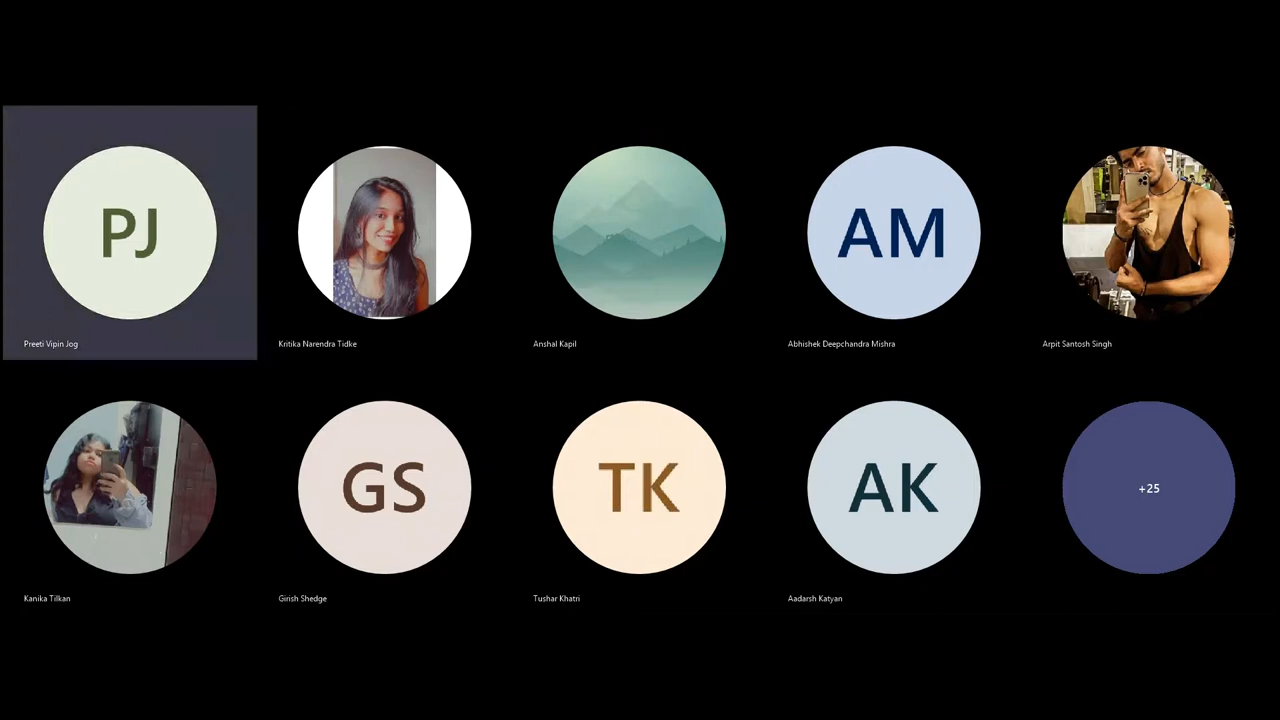 PJ
Preeti Vipin Jog
Kritika Narendra Tidke
Anshal Kapil
AM
Abhishek Deepchandra Mishra
Arpit Santosh Singh
Kanika Tilkan
GS
Girish Shedge
TK
Tushar Khatri
AK
Aadarsh Katyan
+25